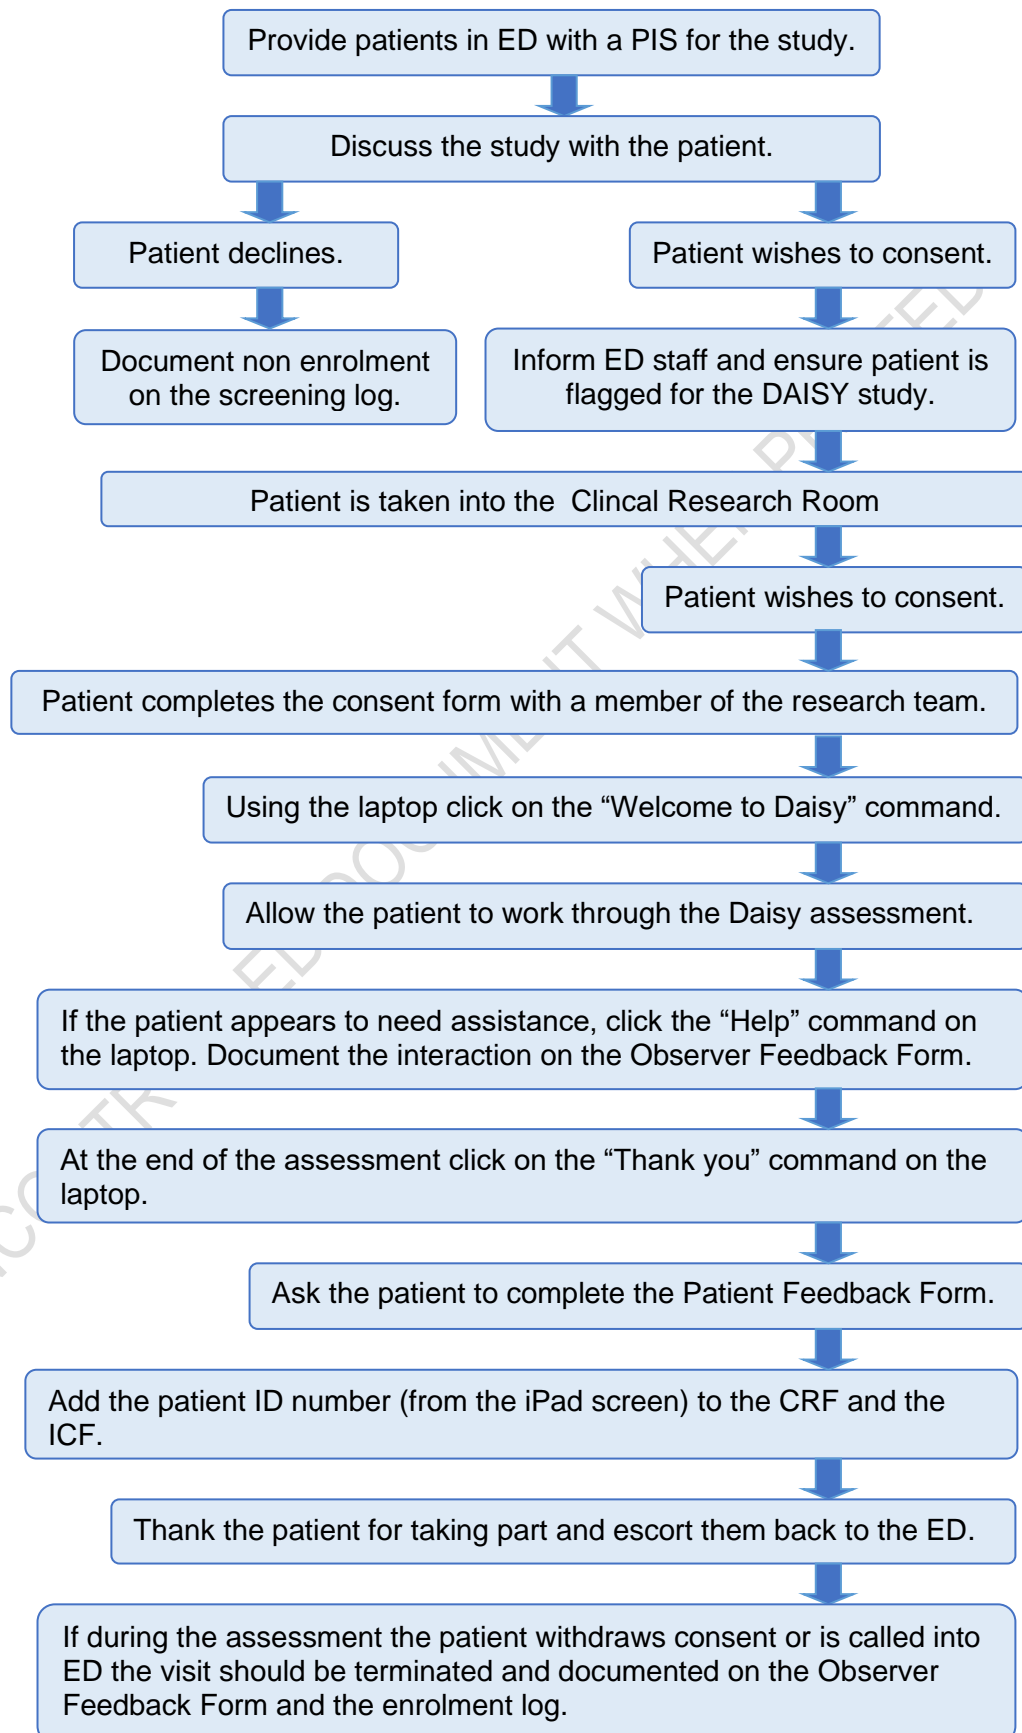 Provide patients in ED with a PIS for the study.
Discuss the study with the patient.
Patient declines.
Patient wishes to consent.
Document non enrolment
on the screening log.
Inform ED staff and ensure patient is
flagged for the DAISY study.
Patient is taken into the  Clincal Research Room
Patient wishes to consent.
Patient completes the consent form with a member of the research team.
Using the laptop click on the “Welcome to Daisy” command.
Allow the patient to work through the Daisy assessment.
If the patient appears to need assistance, click the “Help” command on
the laptop. Document the interaction on the Observer Feedback Form.
At the end of the assessment click on the “Thank you” command on the
laptop.
Ask the patient to complete the Patient Feedback Form.
Add the patient ID number (from the iPad screen) to the CRF and the
ICF.
Thank the patient for taking part and escort them back to the ED.
If during the assessment the patient withdraws consent or is called into
ED the visit should be terminated and documented on the Observer
Feedback Form and the enrolment log.